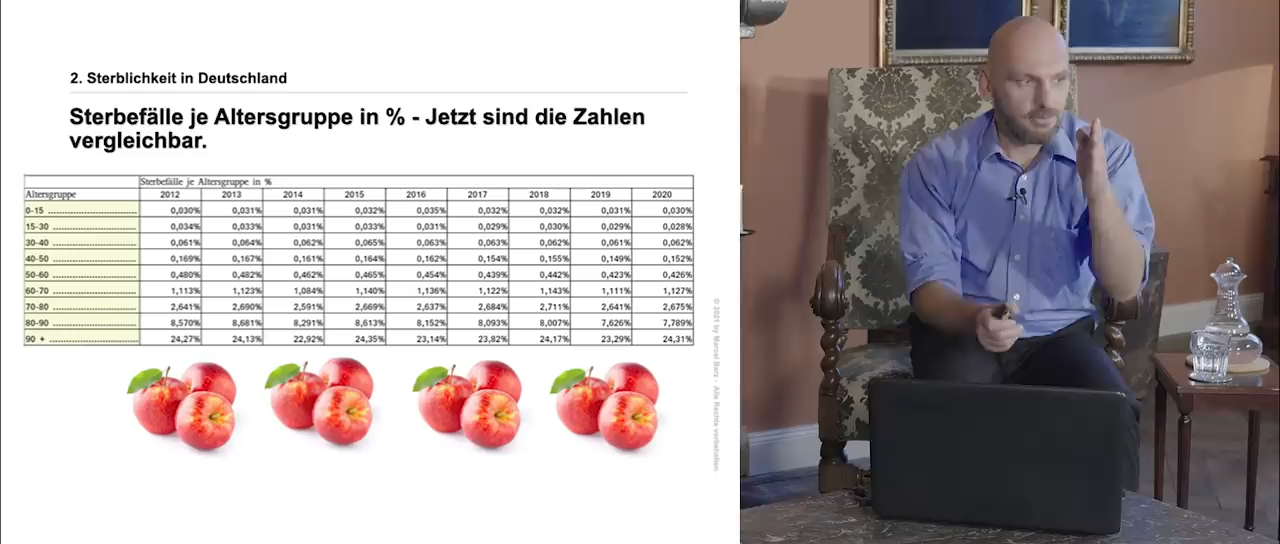 2. Sterblichkeit in Deutschland
Sterbefälle je Altersgruppe in % - Jetzt sind die Zahlen
vergleichbar.
Sterbefälle je Altersgruppe in %
Altersgruppe 2012 2013 2014 2015 2016 2017 2018 2019 2020
0-15 0,030% 0,031% 0,031% 0,032% 0,035% 0,032% 0,032% 0,031% 0,030%
15-30 0,034% 0,033% 0,031% 0,033% 0,031% 0,029% 0,030% 0,029% 0,028%
30-40 0,061% 0,064% 0,062% 0,065% 0,063% 0,063% 0,062% 0,061% 0,062%
40-50 0,169% 0,167% 0,161% 0,164% 0,162% 0,154% 0,155% 0,149% 0,152%
50-60 0,480% 0,482% 0,462% 0,465% 0,454% 0,439% 0,442% 0,423% 0,426%
60-70 1,113% 1,123% 1,084% 1,140% 1,136% 1,122% 1,143% 1,111% 1,127%
70-80 2,641% 2,690% 2,591% 2,669% 2,637% 2,684% 2,711% 2,641% 2,675%
80-90 8,570% 8,681% 8,291% 8,613% 8,152% 8,093% 8,007% 7,626% 7,789%
90 + 24,27% 24,13% 22,92% 24,35% 23,14% 23,82% 24,17% 23,29% 24,31%
© 2021 by Marcel Barz - Alle Rechte vorbehalten.